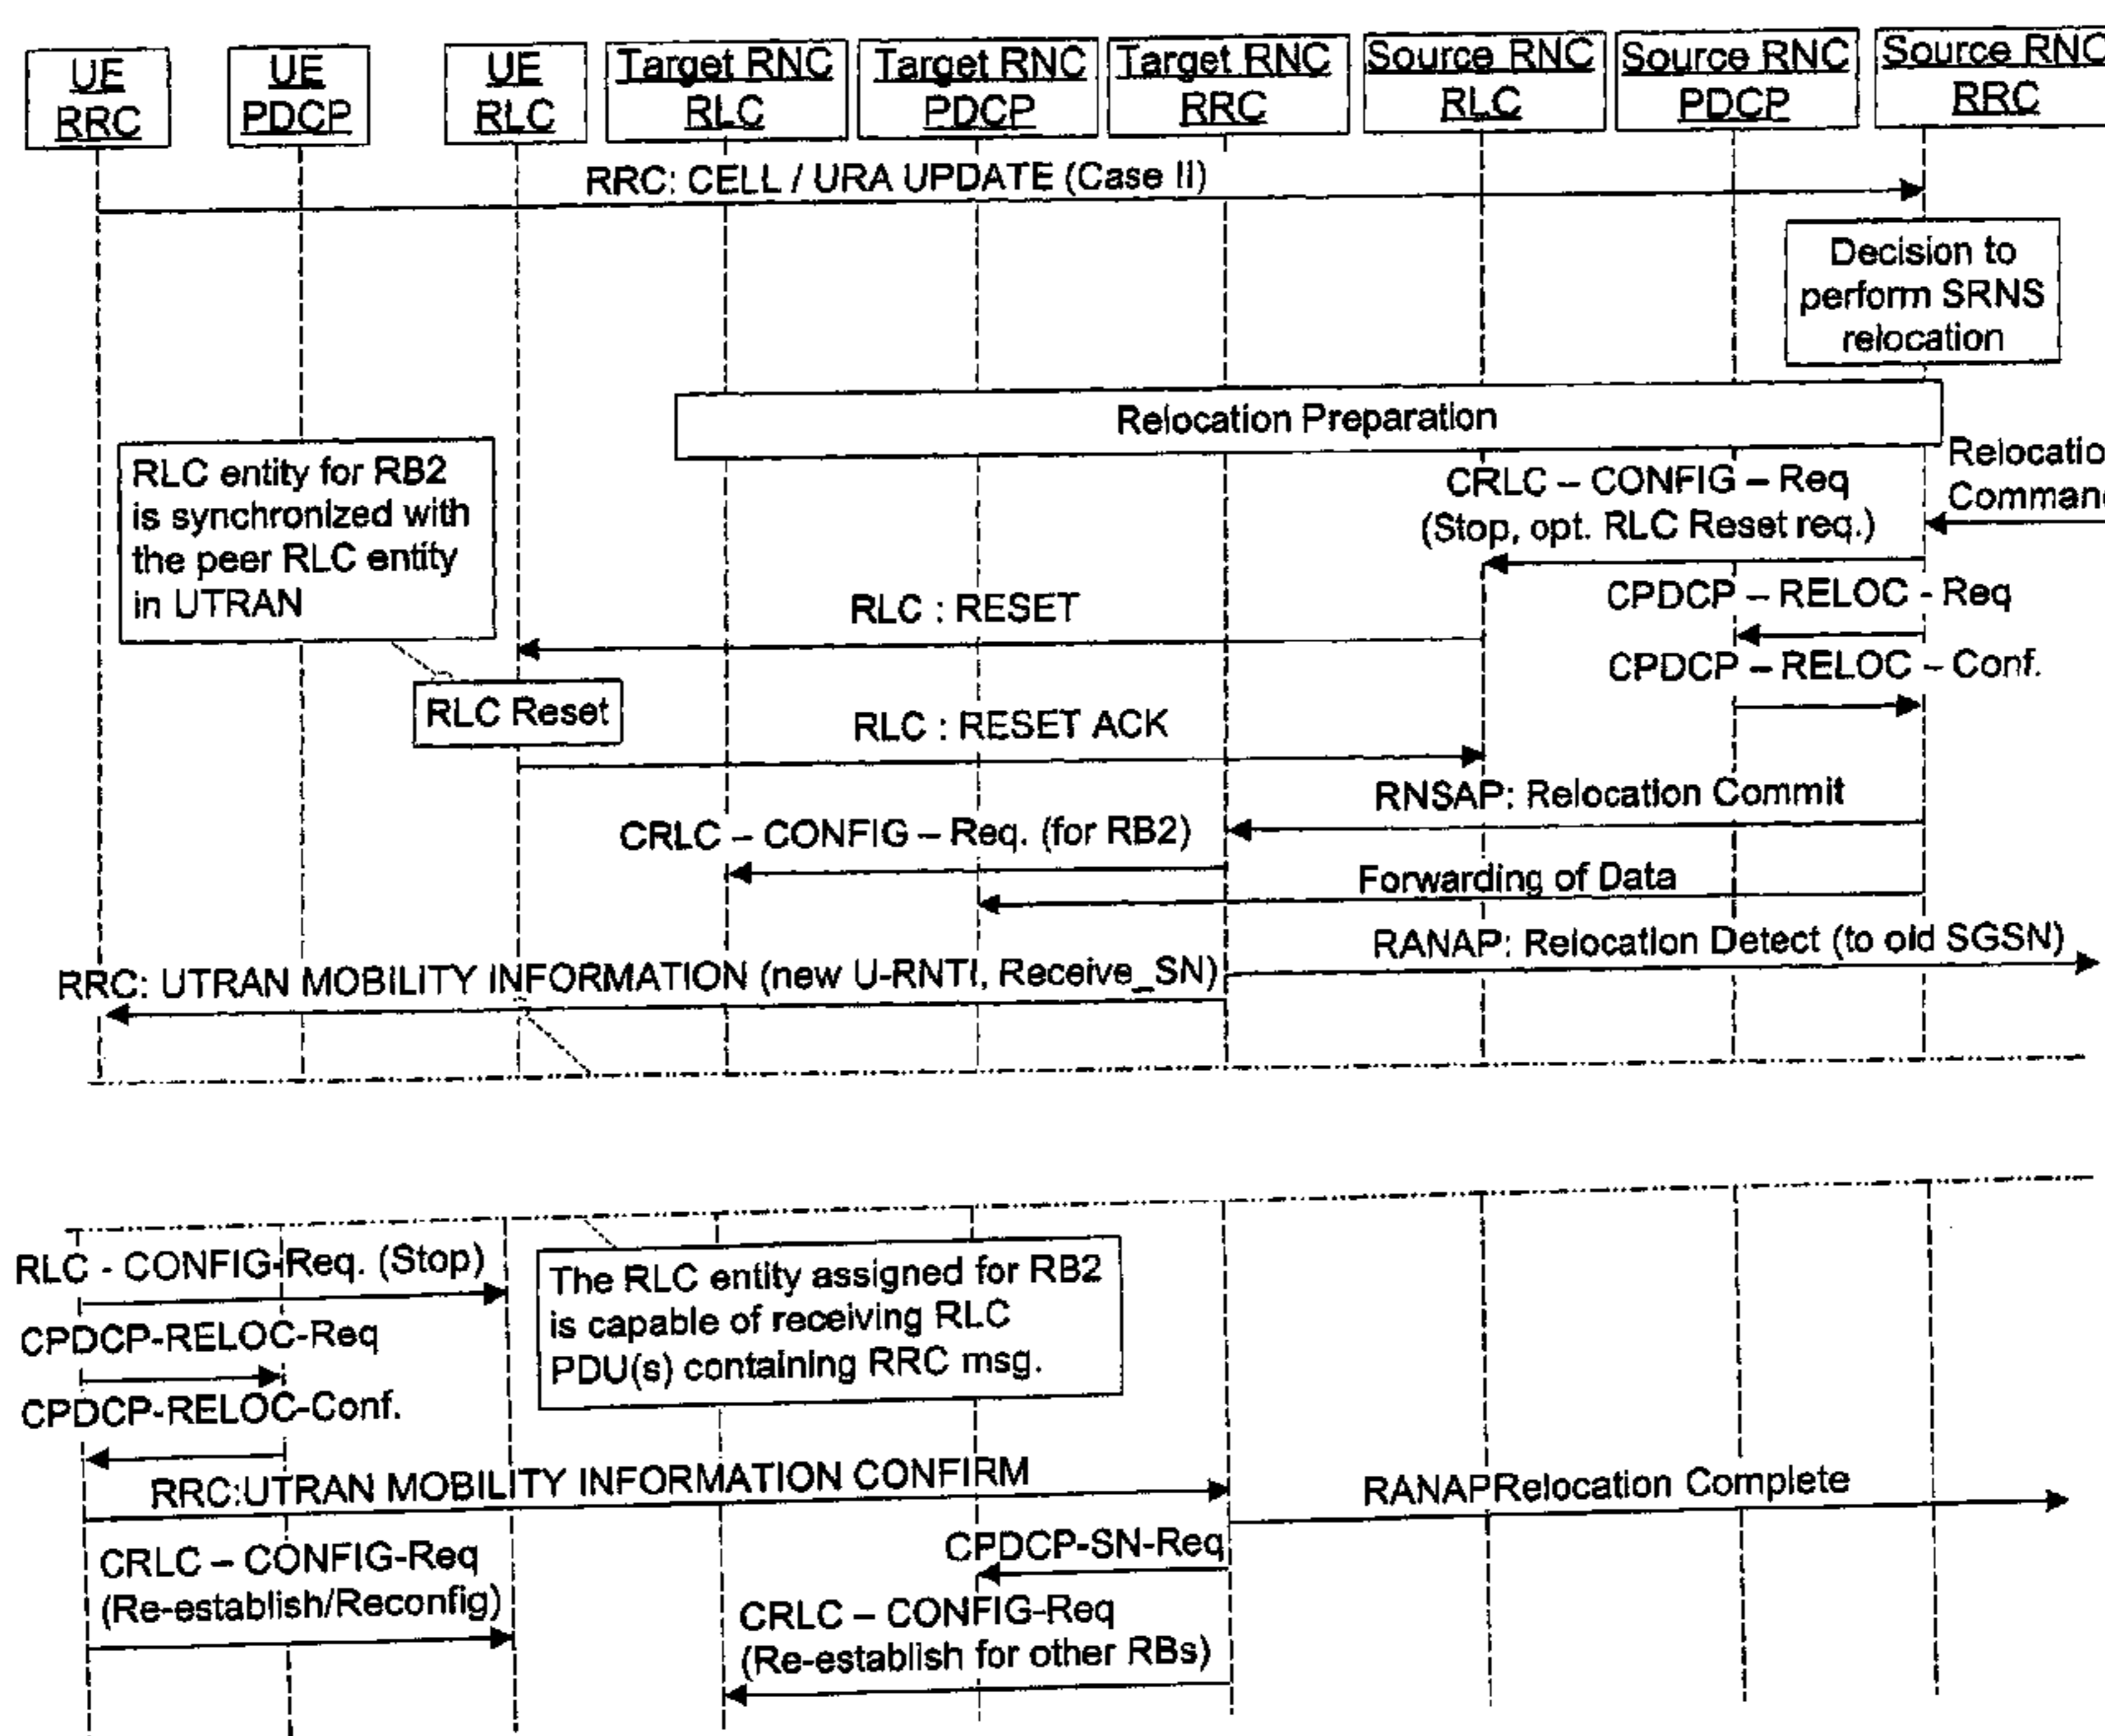 UE
RRC
UE
PDCP
UE
RLC
Target RNC
RLC
Target RNC
PDCP
Target RNC
RRC
Source RNC
RLC
Source RNC
PDCP
Source RNC
RRC
RRC: CELL / URA UPDATE (Case II)
Decision to
perform SRNS
relocation
Relocation Preparation
RLC entity for RB2
is synchronized with
the peer RLC entity
in UTRAN
CRLC – CONFIG – Req
(Stop, opt. RLC Reset req.)
Relocatio
Comman
CPDCP – RELOC - Req
RLC : RESET
CPDCP – RELOC – Conf.
RLC Reset
RLC : RESET ACK
RNSAP: Relocation Commit
CRLC – CONFIG – Req. (for RB2)
Forwarding of Data
RANAP: Relocation Detect (to old SGSN)
RRC: UTRAN MOBILITY INFORMATION (new U-RNTI, Receive_SN)
RLC - CONFIG-Req. (Stop)
The RLC entity assigned for RB2
is capable of receiving RLC
PDU(s) containing RRC msg.
CPDCP-RELOC-Req
CPDCP-RELOC-Conf.
RRC:UTRAN MOBILITY INFORMATION CONFIRM
RANAPRelocation Complete
CPDCP-SN-Req
CRLC – CONFIG-Req
(Re-establish/Reconfig)
CRLC – CONFIG-Req
(Re-establish for other RBs)